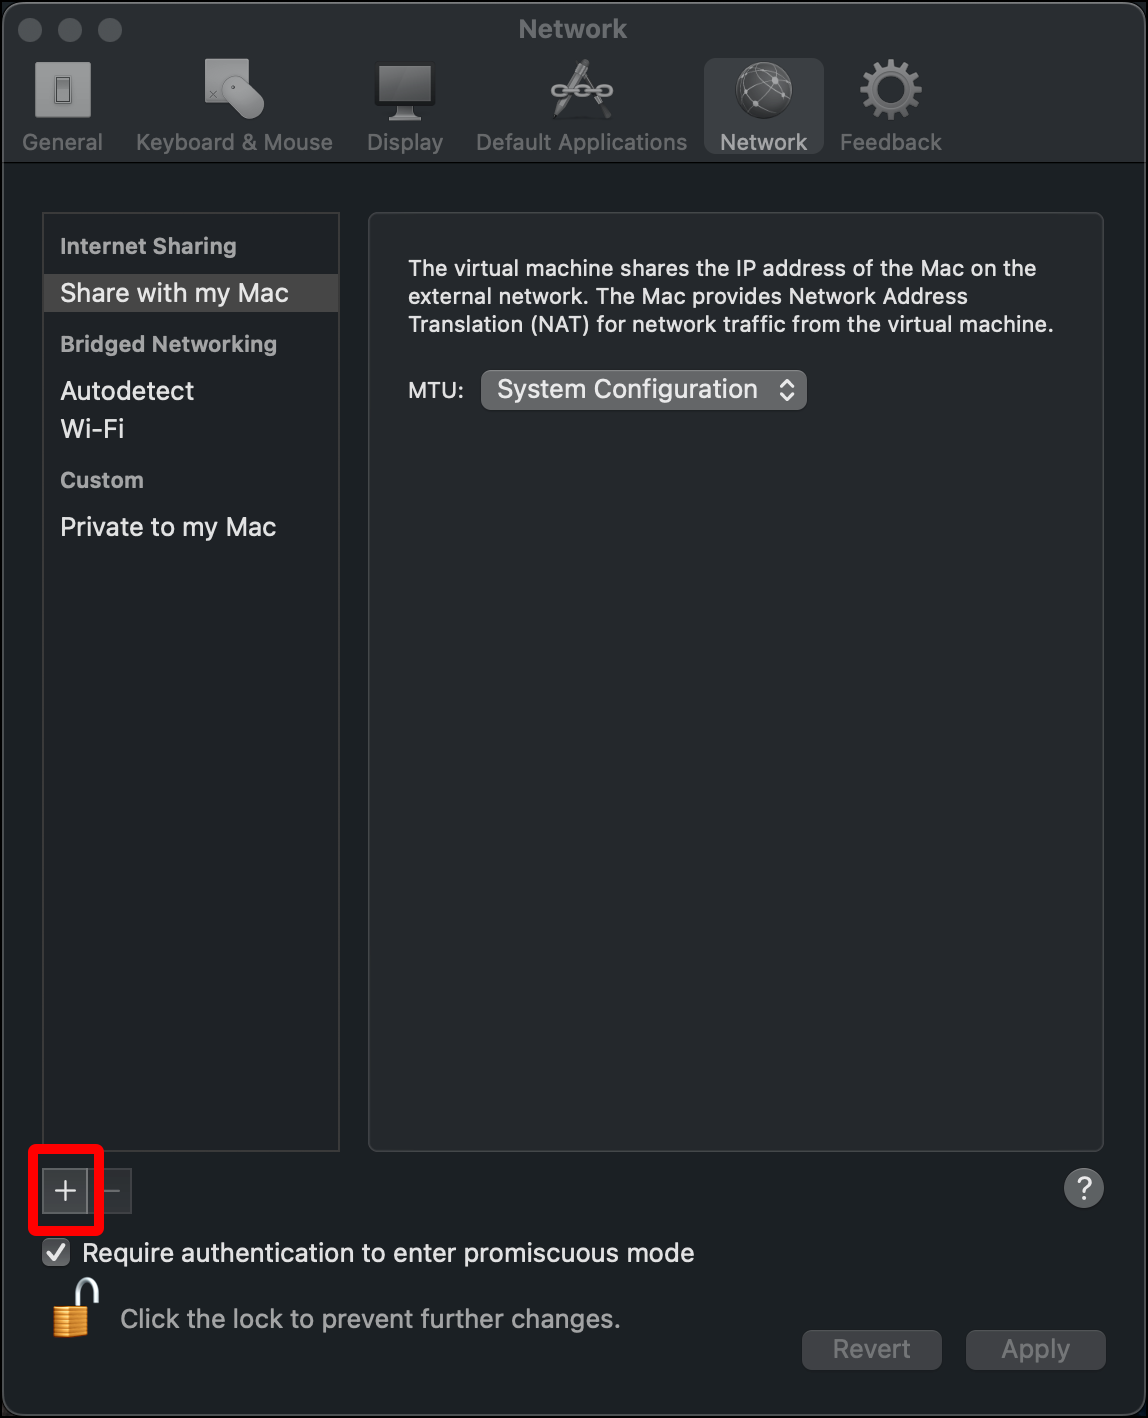 Network
General
Keyboard & Mouse
Display
Default Applications
Network
Feedback
Internet Sharing
Share with my Mac
Bridged Networking
Autodetect
Wi-Fi
Custom
Private to my Mac
The virtual machine shares the IP address of the Mac on the
external network. The Mac provides Network Address
Translation (NAT) for network traffic from the virtual machine.
MTU: System Configuration
+ −
?
Require authentication to enter promiscuous mode
Click the lock to prevent further changes.
Revert
Apply